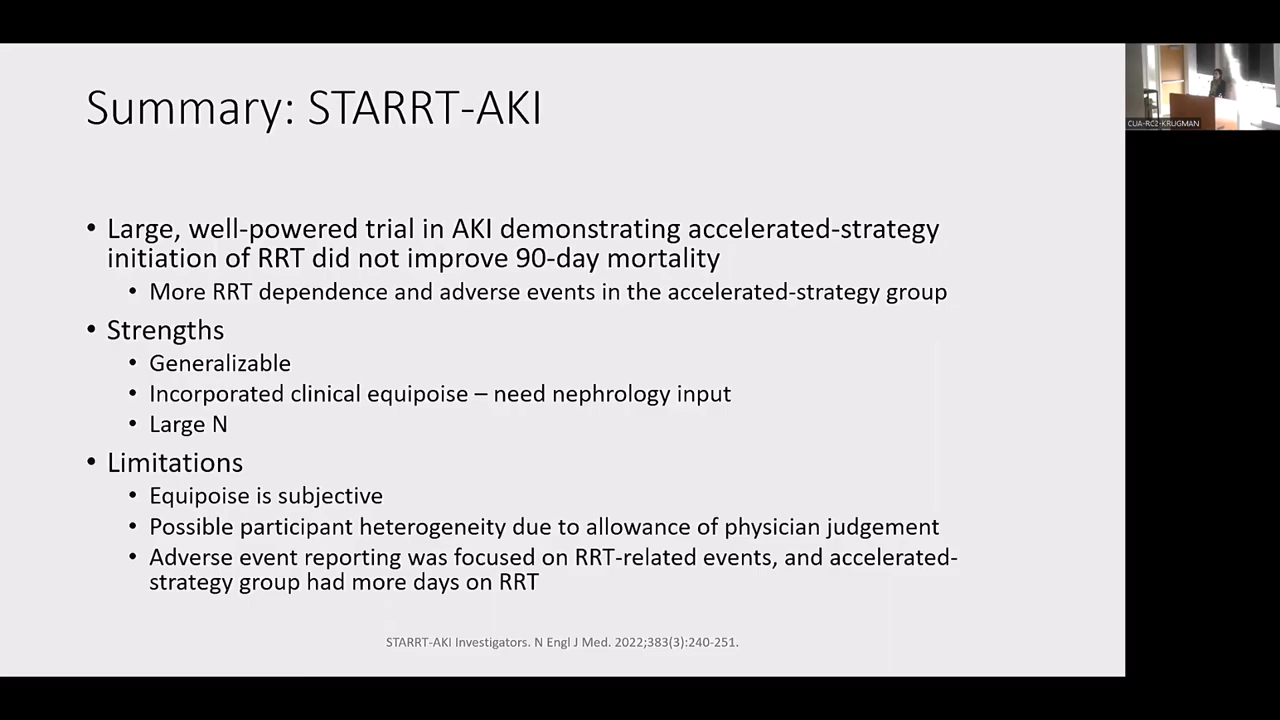 Summary: STARRT-AKI
CUA-RC2-KRUGMAN
• Large, well-powered trial in AKI demonstrating accelerated-strategy
initiation of RRT did not improve 90-day mortality
• More RRT dependence and adverse events in the accelerated-strategy group
• Strengths
• Generalizable
• Incorporated clinical equipoise – need nephrology input
• Large N
• Limitations
• Equipoise is subjective
• Possible participant heterogeneity due to allowance of physician judgement
• Adverse event reporting was focused on RRT-related events, and accelerated-
strategy group had more days on RRT
STARRT-AKI Investigators. N Engl J Med. 2022;383(3):240-251.